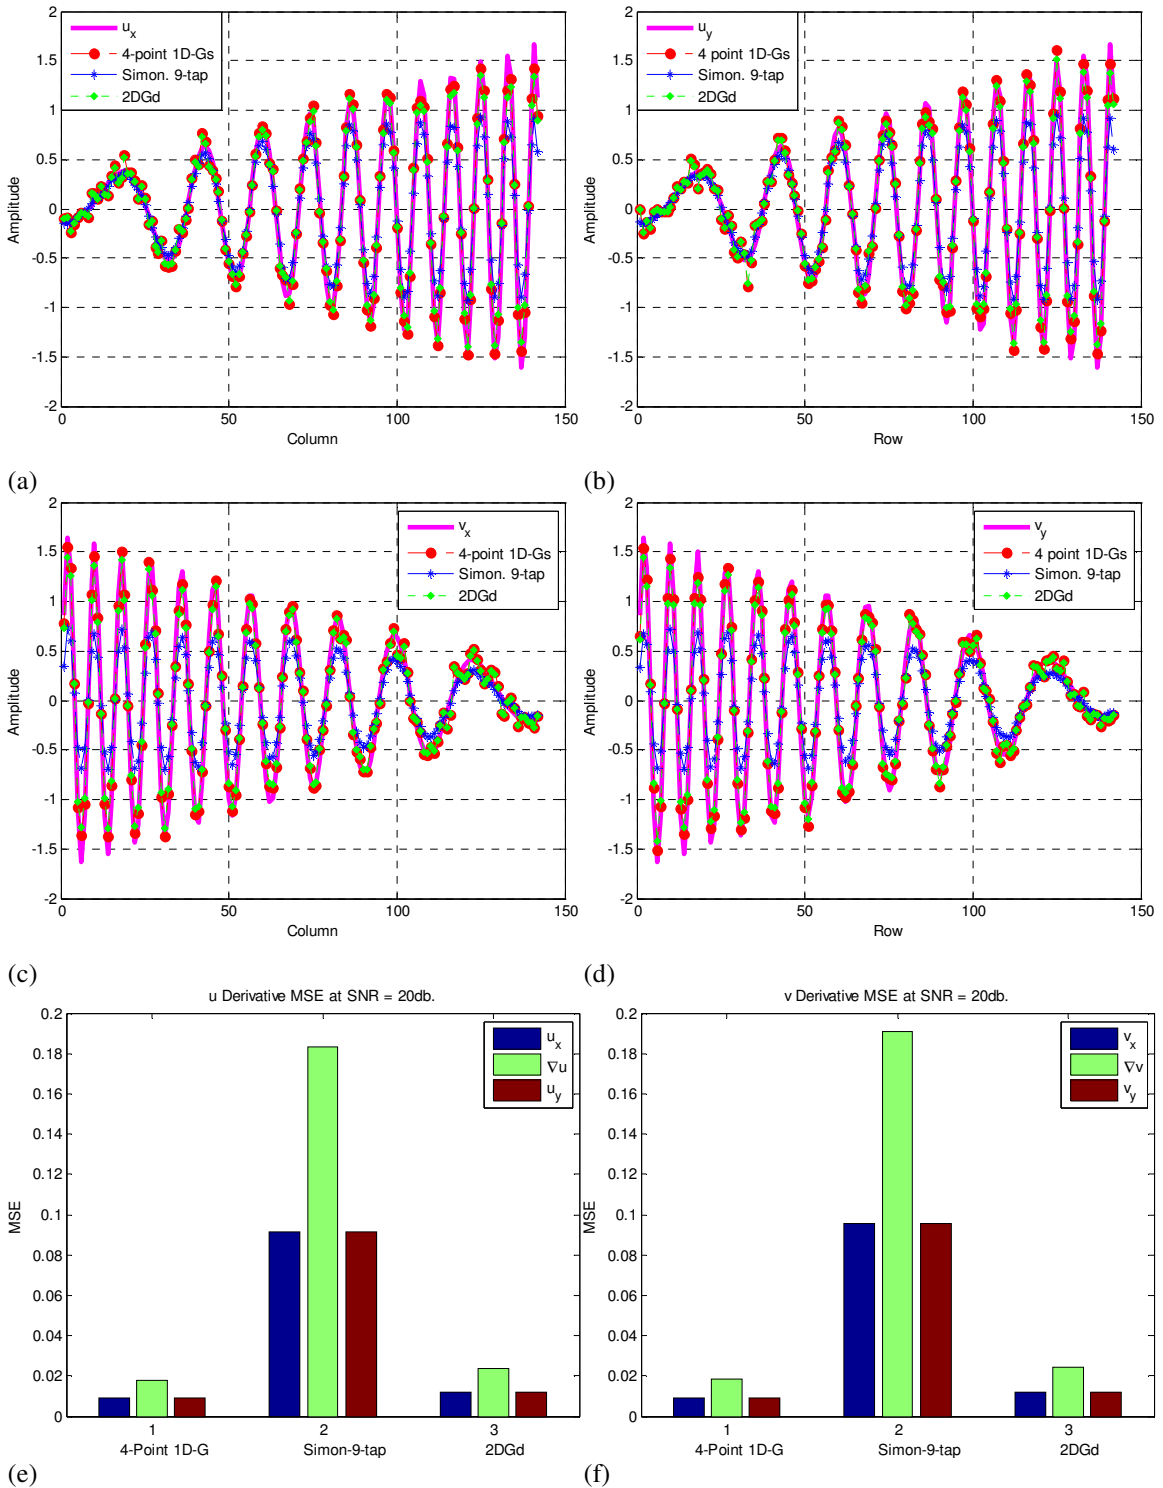 2
1.5
1
0.5
0
-0.5
-1
-1.5
-2
Amplitude
0 50 100 150
Column
u_x
4-point 1D-Gs
Simon. 9-tap
2DGd
(a)
2
1.5
1
0.5
0
-0.5
-1
-1.5
-2
Amplitude
0 50 100 150
Row
u_y
4 point 1D-Gs
Simon. 9-tap
2DGd
(b)
2
1.5
1
0.5
0
-0.5
-1
-1.5
-2
Amplitude
0 50 100 150
Column
v_x
4-point 1D-Gs
Simon. 9-tap
2DGd
(c)
2
1.5
1
0.5
0
-0.5
-1
-1.5
-2
Amplitude
0 50 100 150
Row
v_y
4 point 1D-Gs
Simon. 9-tap
2DGd
(d)
u Derivative MSE at SNR = 20db.
0.2
0.18
0.16
0.14
0.12
0.1
0.08
0.06
0.04
0.02
0
MSE
u_x
∇u
u_y
1 2 3
4-Point 1D-G Simon-9-tap 2DGd
(e)
v Derivative MSE at SNR = 20db.
0.2
0.18
0.16
0.14
0.12
0.1
0.08
0.06
0.04
0.02
0
MSE
v_x
∇v
v_y
1 2 3
4-Point 1D-G Simon-9-tap 2DGd
(f)